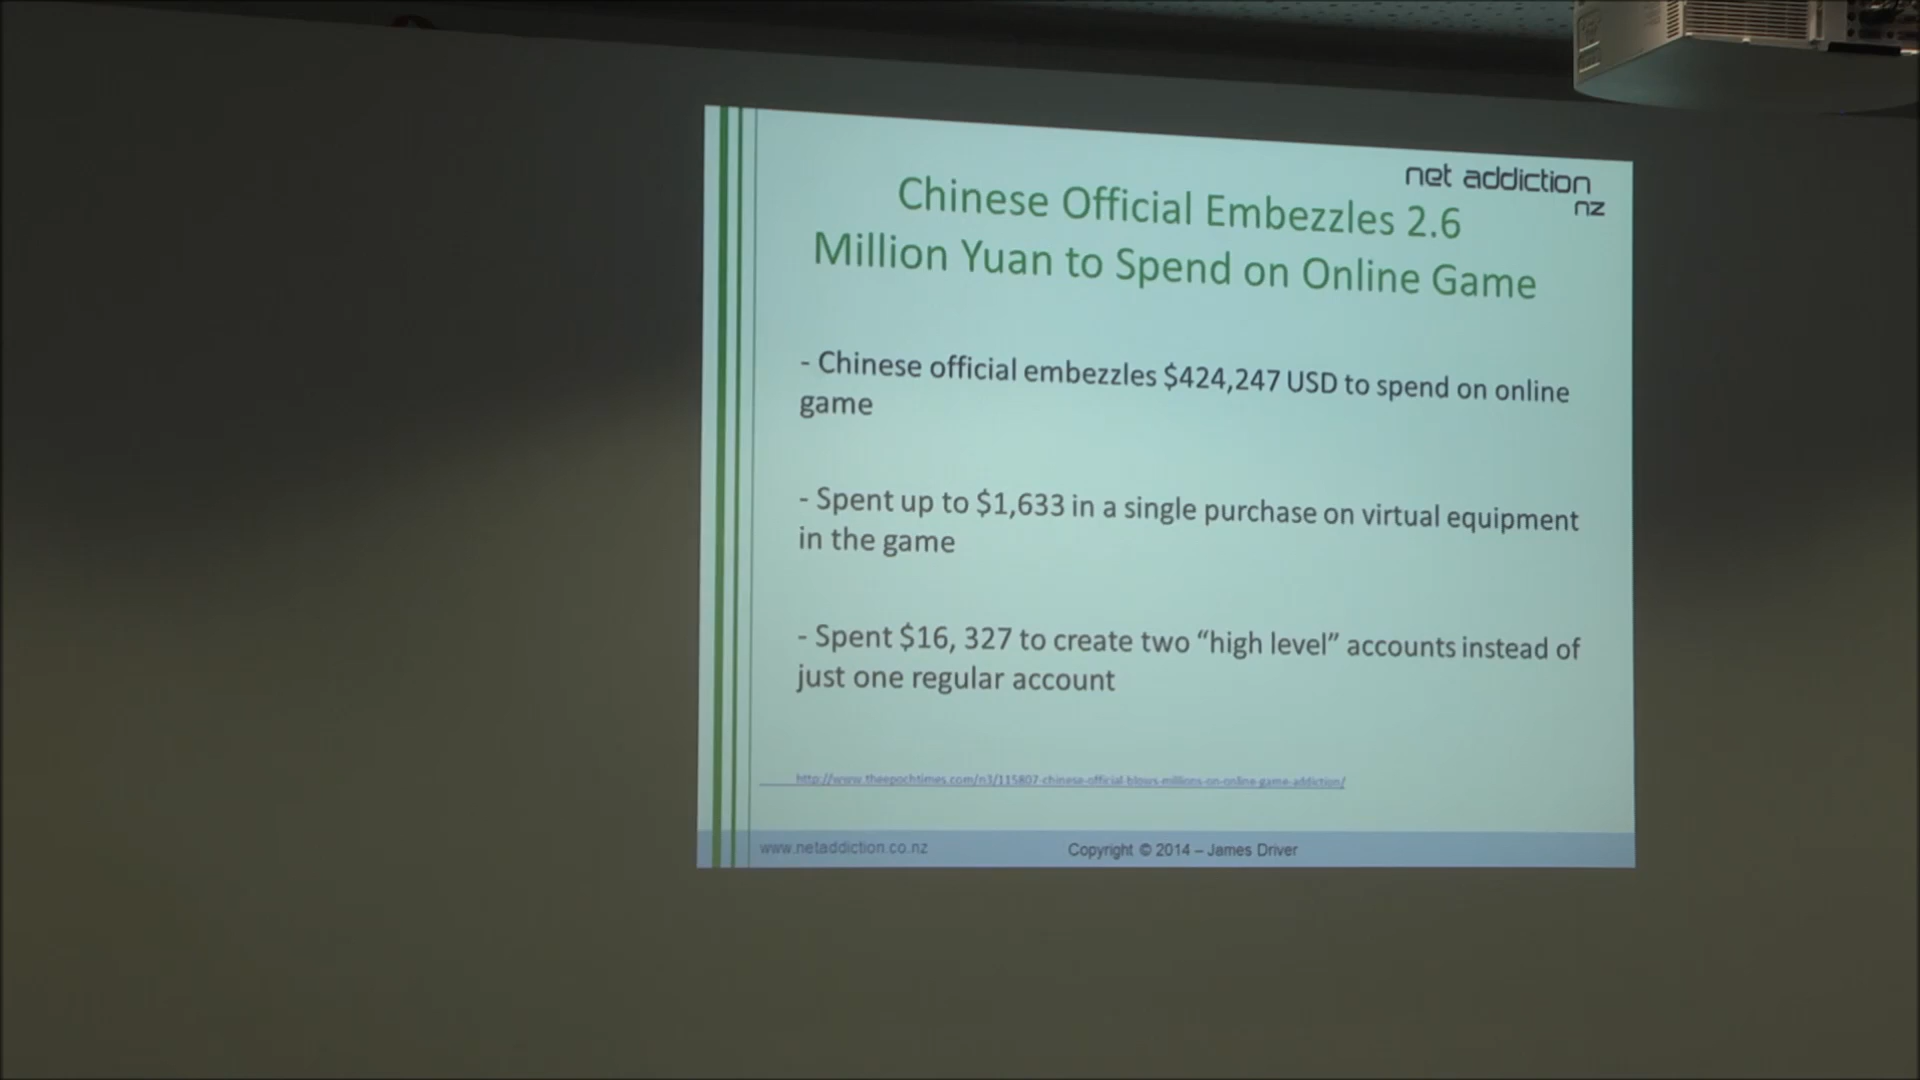 net addiction
nz
Chinese Official Embezzles 2.6
Million Yuan to Spend on Online Game
- Chinese official embezzles $424,247 USD to spend on online
game
- Spent up to $1,633 in a single purchase on virtual equipment
in the game
- Spent $16, 327 to create two “high level” accounts instead of
just one regular account
http://www.theepochtimes.com/n3/115807-chinese-official-blows-millions-on-online-game-addiction/
www.netaddiction.co.nz
Copyright © 2014 – James Driver